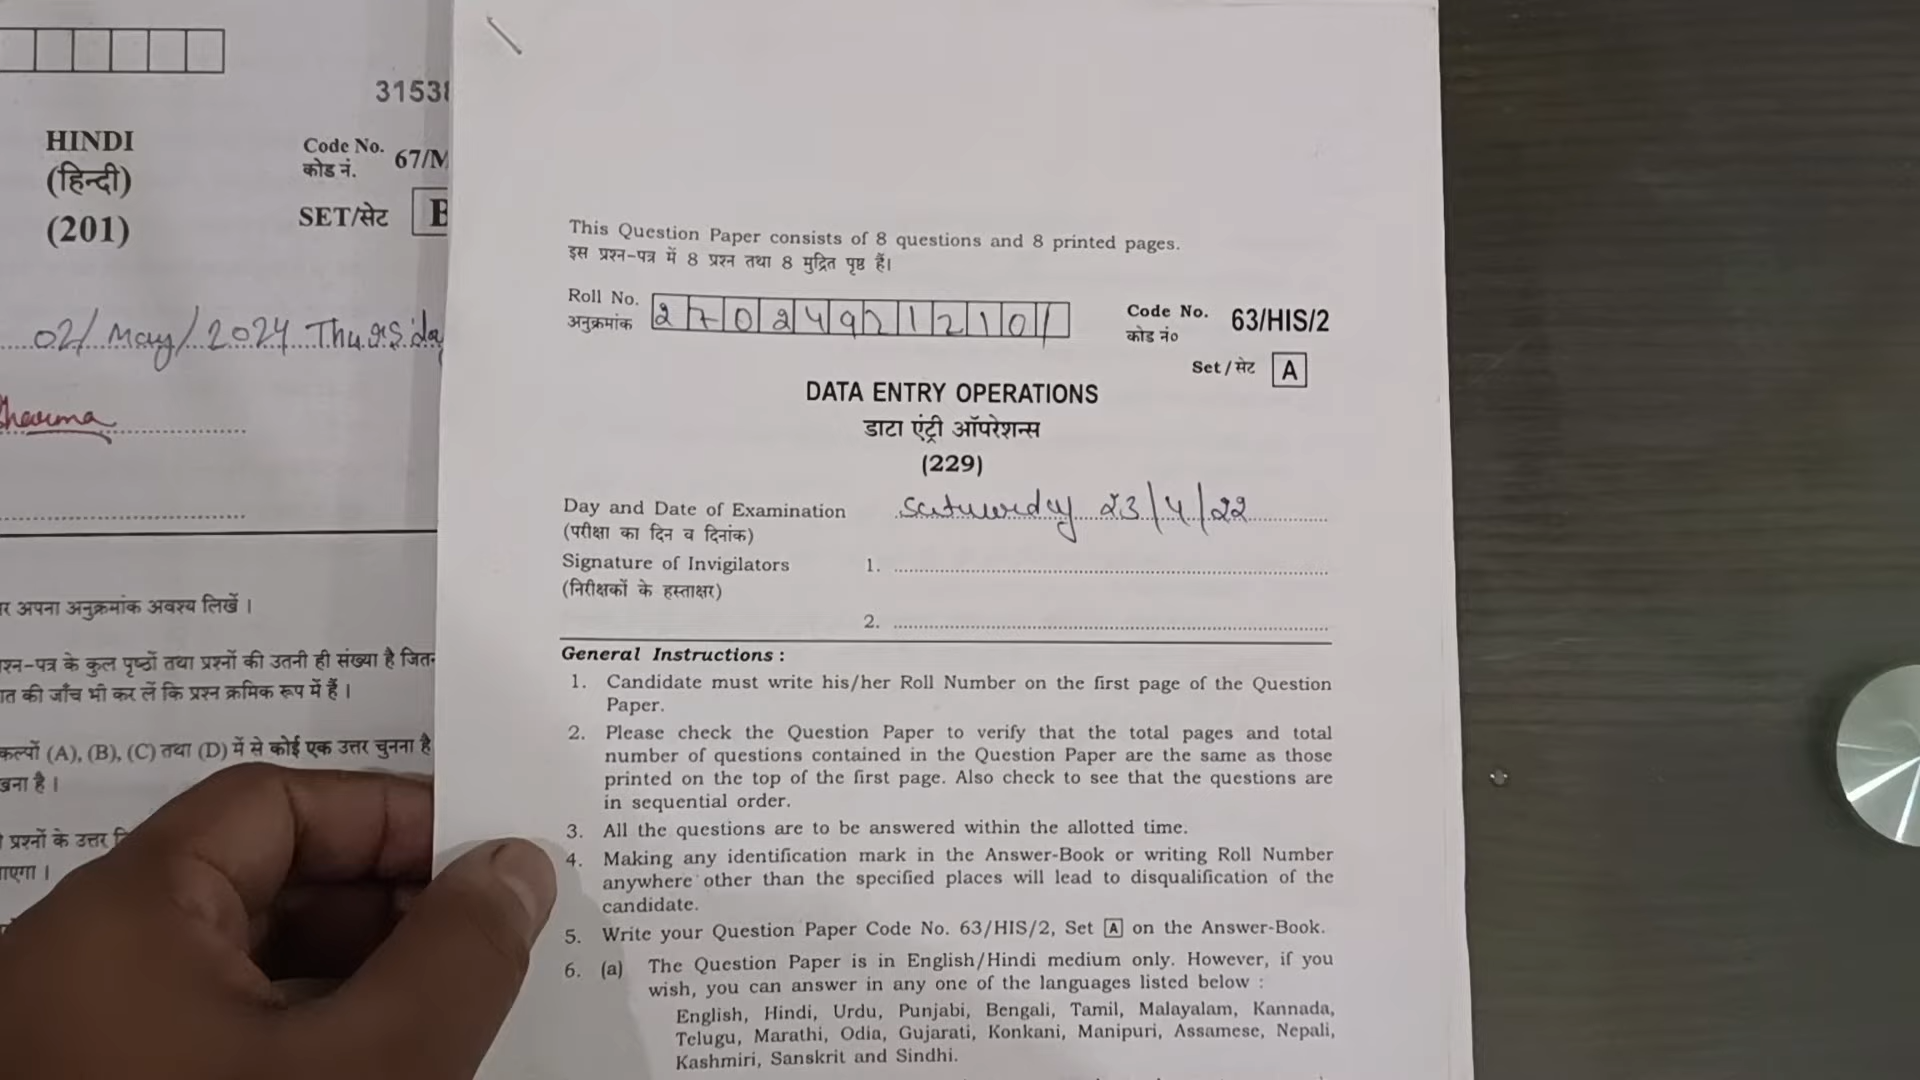 3153
HINDI
(हिन्दी)
(201)
Code No.
कोड नं.
67/M
SET/सेट
B
02/May/2024 Thursday
Sharma
र अपना अनुक्रमांक अवश्य लिखें ।
श्न-पत्र के कुल पृष्ठों तथा प्रश्नों की उतनी ही संख्या है
ात की जाँच भी कर लें कि प्रश्न क्रमिक रूप में हैं ।
कल्पों (A), (B), (C) तथा (D) में से कोई एक उत्तर चुनना है
खना है ।
प्रश्नों के उत्तर
जाएगा ।
This Question Paper consists of 8 questions and 8 printed pages.
इस प्रश्न-पत्र में 8 प्रश्न तथा 8 मुद्रित पृष्ठ हैं।
Roll No.
अनुक्रमांक
27024921210/
Code No. 63/HIS/2
कोड नं०
Set/सेट A
DATA ENTRY OPERATIONS
डाटा एंट्री ऑपरेशन्स
(229)
Day and Date of Examination Saturday 23/4/22
(परीक्षा का दिन व दिनांक)
Signature of Invigilators 1.
(निरीक्षकों के हस्ताक्षर)
2.
General Instructions :
1. Candidate must write his/her Roll Number on the first page of the Question
Paper.
2. Please check the Question Paper to verify that the total pages and total
number of questions contained in the Question Paper are the same as those
printed on the top of the first page. Also check to see that the questions are
in sequential order.
3. All the questions are to be answered within the allotted time.
4. Making any identification mark in the Answer-Book or writing Roll Number
anywhere other than the specified places will lead to disqualification of the
candidate.
5. Write your Question Paper Code No. 63/HIS/2, Set A on the Answer-Book.
6. (a) The Question Paper is in English/Hindi medium only. However, if you
wish, you can answer in any one of the languages listed below :
English, Hindi, Urdu, Punjabi, Bengali, Tamil, Malayalam, Kannada,
Telugu, Marathi, Odia, Gujarati, Konkani, Manipuri, Assamese, Nepali,
Kashmiri, Sanskrit and Sindhi.